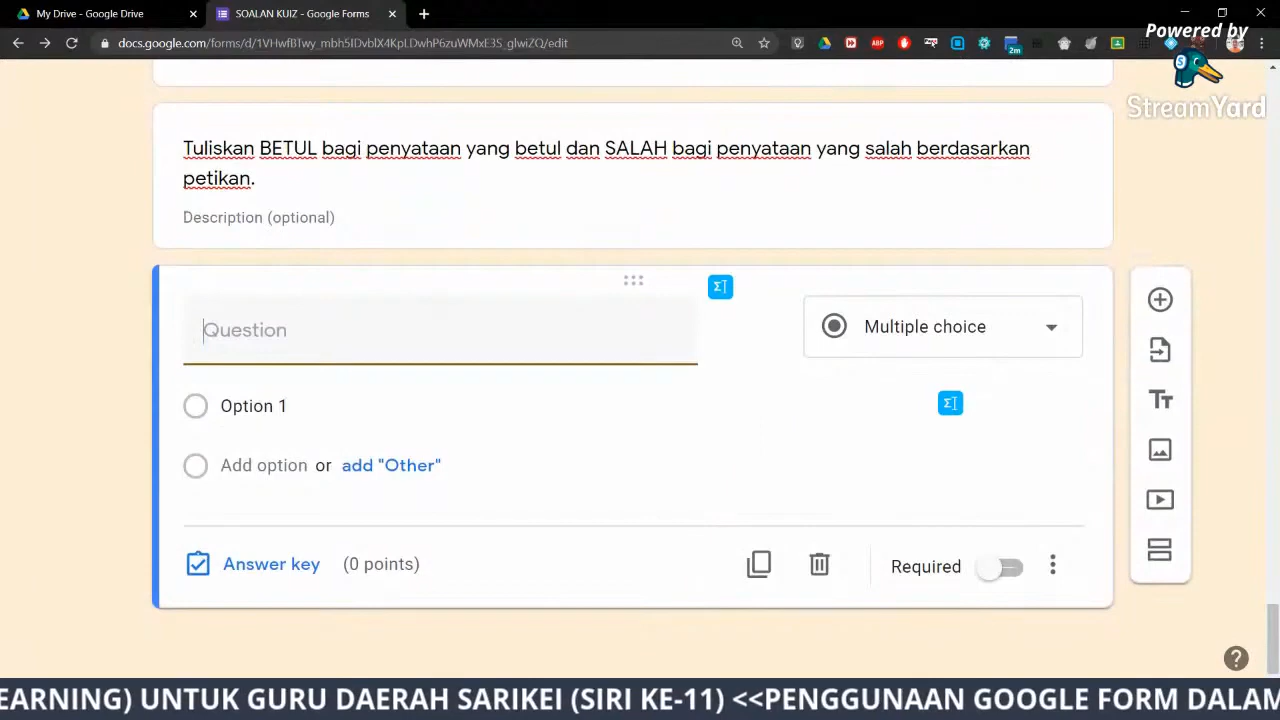 My Drive - Google Drive
SOALAN KUIZ - Google Forms
Powered by
StreamYard
Tuliskan BETUL bagi penyataan yang betul dan SALAH bagi penyataan yang salah berdasarkan
petikan.
Description (optional)
Question
Multiple choice
Option 1
Add option or add "Other"
Answer key (0 points)
Required
EARNING) UNTUK GURU DAERAH SARIKEI (SIRI KE-11) <<PENGGUNAAN GOOGLE FORM DALAM